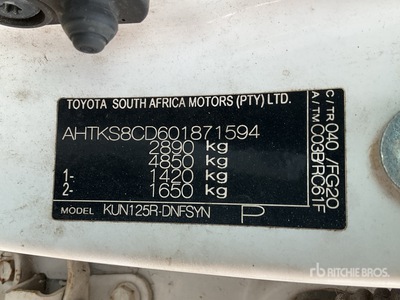 TOYOTA SOUTH AFRICA MOTORS (PTY) LTD.
AHTKS8CD601871594
2890 kg
4850 kg
1- 1420 kg
2- 1650 kg
MODEL KUN125R-DNFSYN P
C/TR 040 /FG20
A/TM C03B/RC61F
rb ritchie Bros.